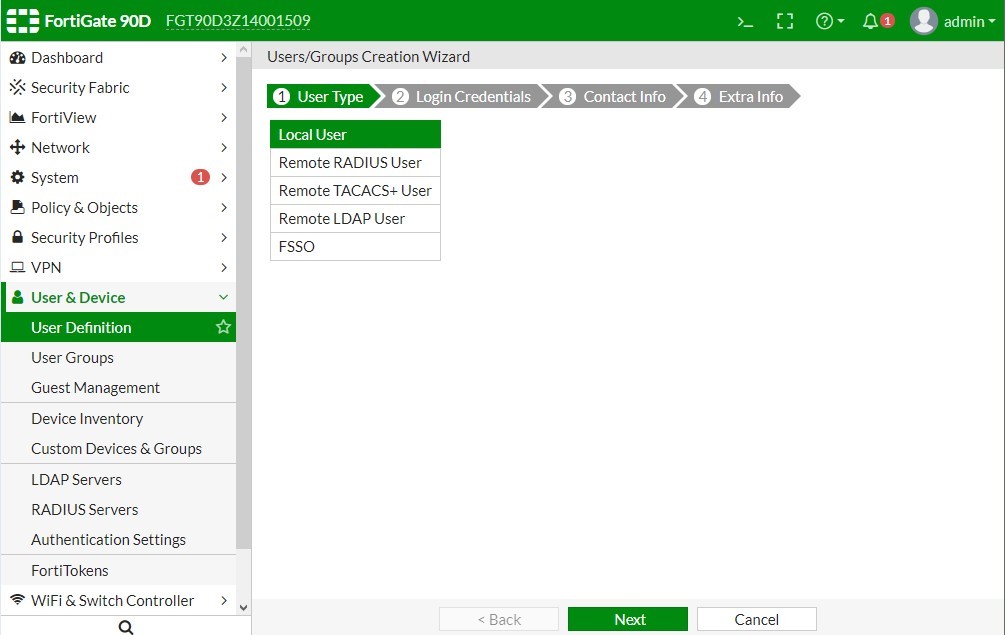 FortiGate 90D FGT90D3Z14001509 >_ ? 1 admin
Dashboard
Security Fabric
FortiView
Network
System 1
Policy & Objects
Security Profiles
VPN
User & Device
User Definition
User Groups
Guest Management
Device Inventory
Custom Devices & Groups
LDAP Servers
RADIUS Servers
Authentication Settings
FortiTokens
WiFi & Switch Controller
Users/Groups Creation Wizard
1 User Type 2 Login Credentials 3 Contact Info 4 Extra Info
Local User
Remote RADIUS User
Remote TACACS+ User
Remote LDAP User
FSSO
< Back Next Cancel